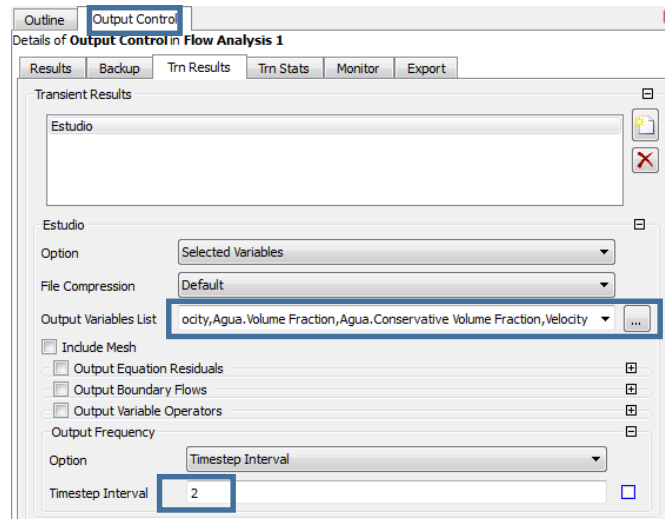 Outline Output Control
Details of Output Control in Flow Analysis 1
Results Backup Trn Results Trn Stats Monitor Export
Transient Results
Estudio
Estudio
Option Selected Variables
File Compression Default
Output Variables List ocity,Agua.Volume Fraction,Agua.Conservative Volume Fraction,Velocity ...
Include Mesh
Output Equation Residuals
Output Boundary Flows
Output Variable Operators
Output Frequency
Option Timestep Interval
Timestep Interval 2